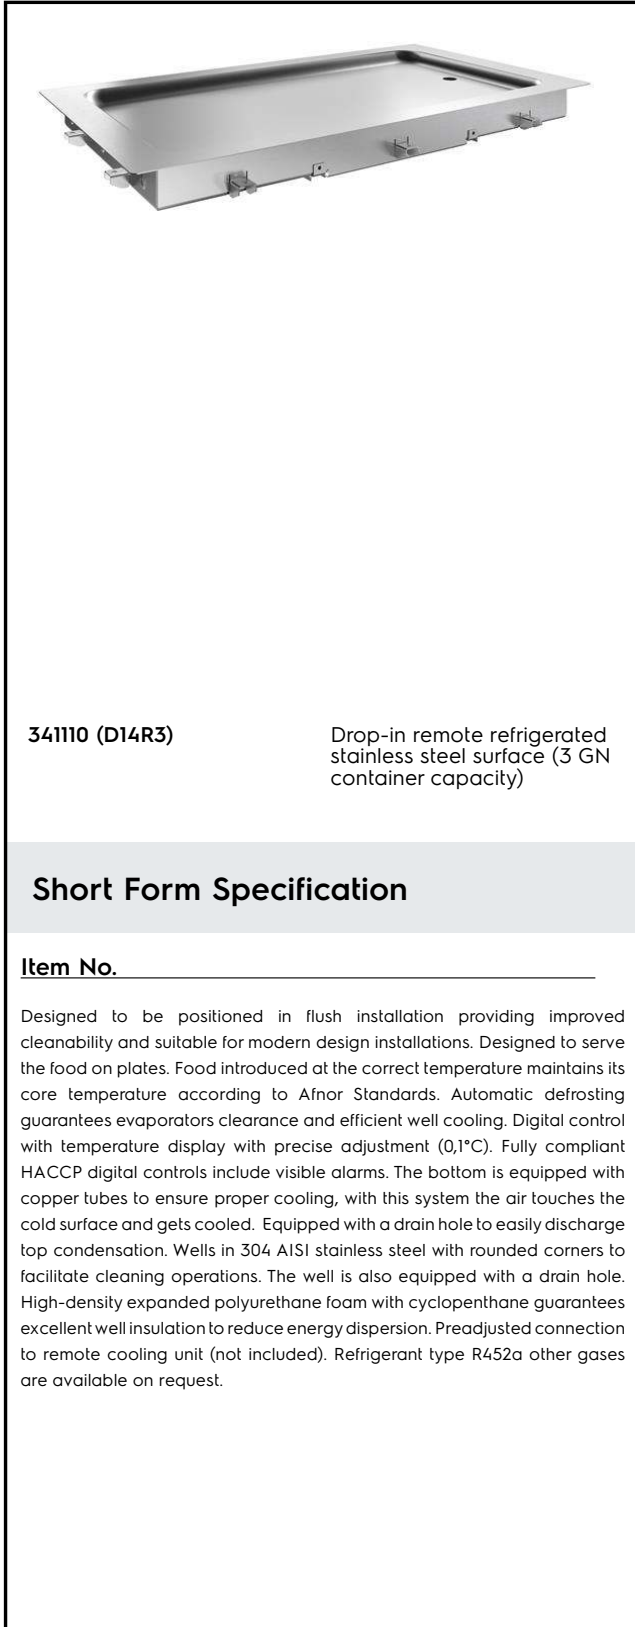 341110 (D14R3)
Drop-in remote refrigerated
stainless steel surface (3 GN
container capacity)
Short Form Specification
Item No.
Designed to be positioned in flush installation providing improved
cleanability and suitable for modern design installations. Designed to serve
the food on plates. Food introduced at the correct temperature maintains its
core temperature according to Afnor Standards. Automatic defrosting
guarantees evaporators clearance and efficient well cooling. Digital control
with temperature display with precise adjustment (0,1°C). Fully compliant
HACCP digital controls include visible alarms. The bottom is equipped with
copper tubes to ensure proper cooling, with this system the air touches the
cold surface and gets cooled. Equipped with a drain hole to easily discharge
top condensation. Wells in 304 AISI stainless steel with rounded corners to
facilitate cleaning operations. The well is also equipped with a drain hole.
High-density expanded polyurethane foam with cyclopenthane guarantees
excellent well insulation to reduce energy dispersion. Preadjusted connection
to remote cooling unit (not included). Refrigerant type R452a other gases
are available on request.